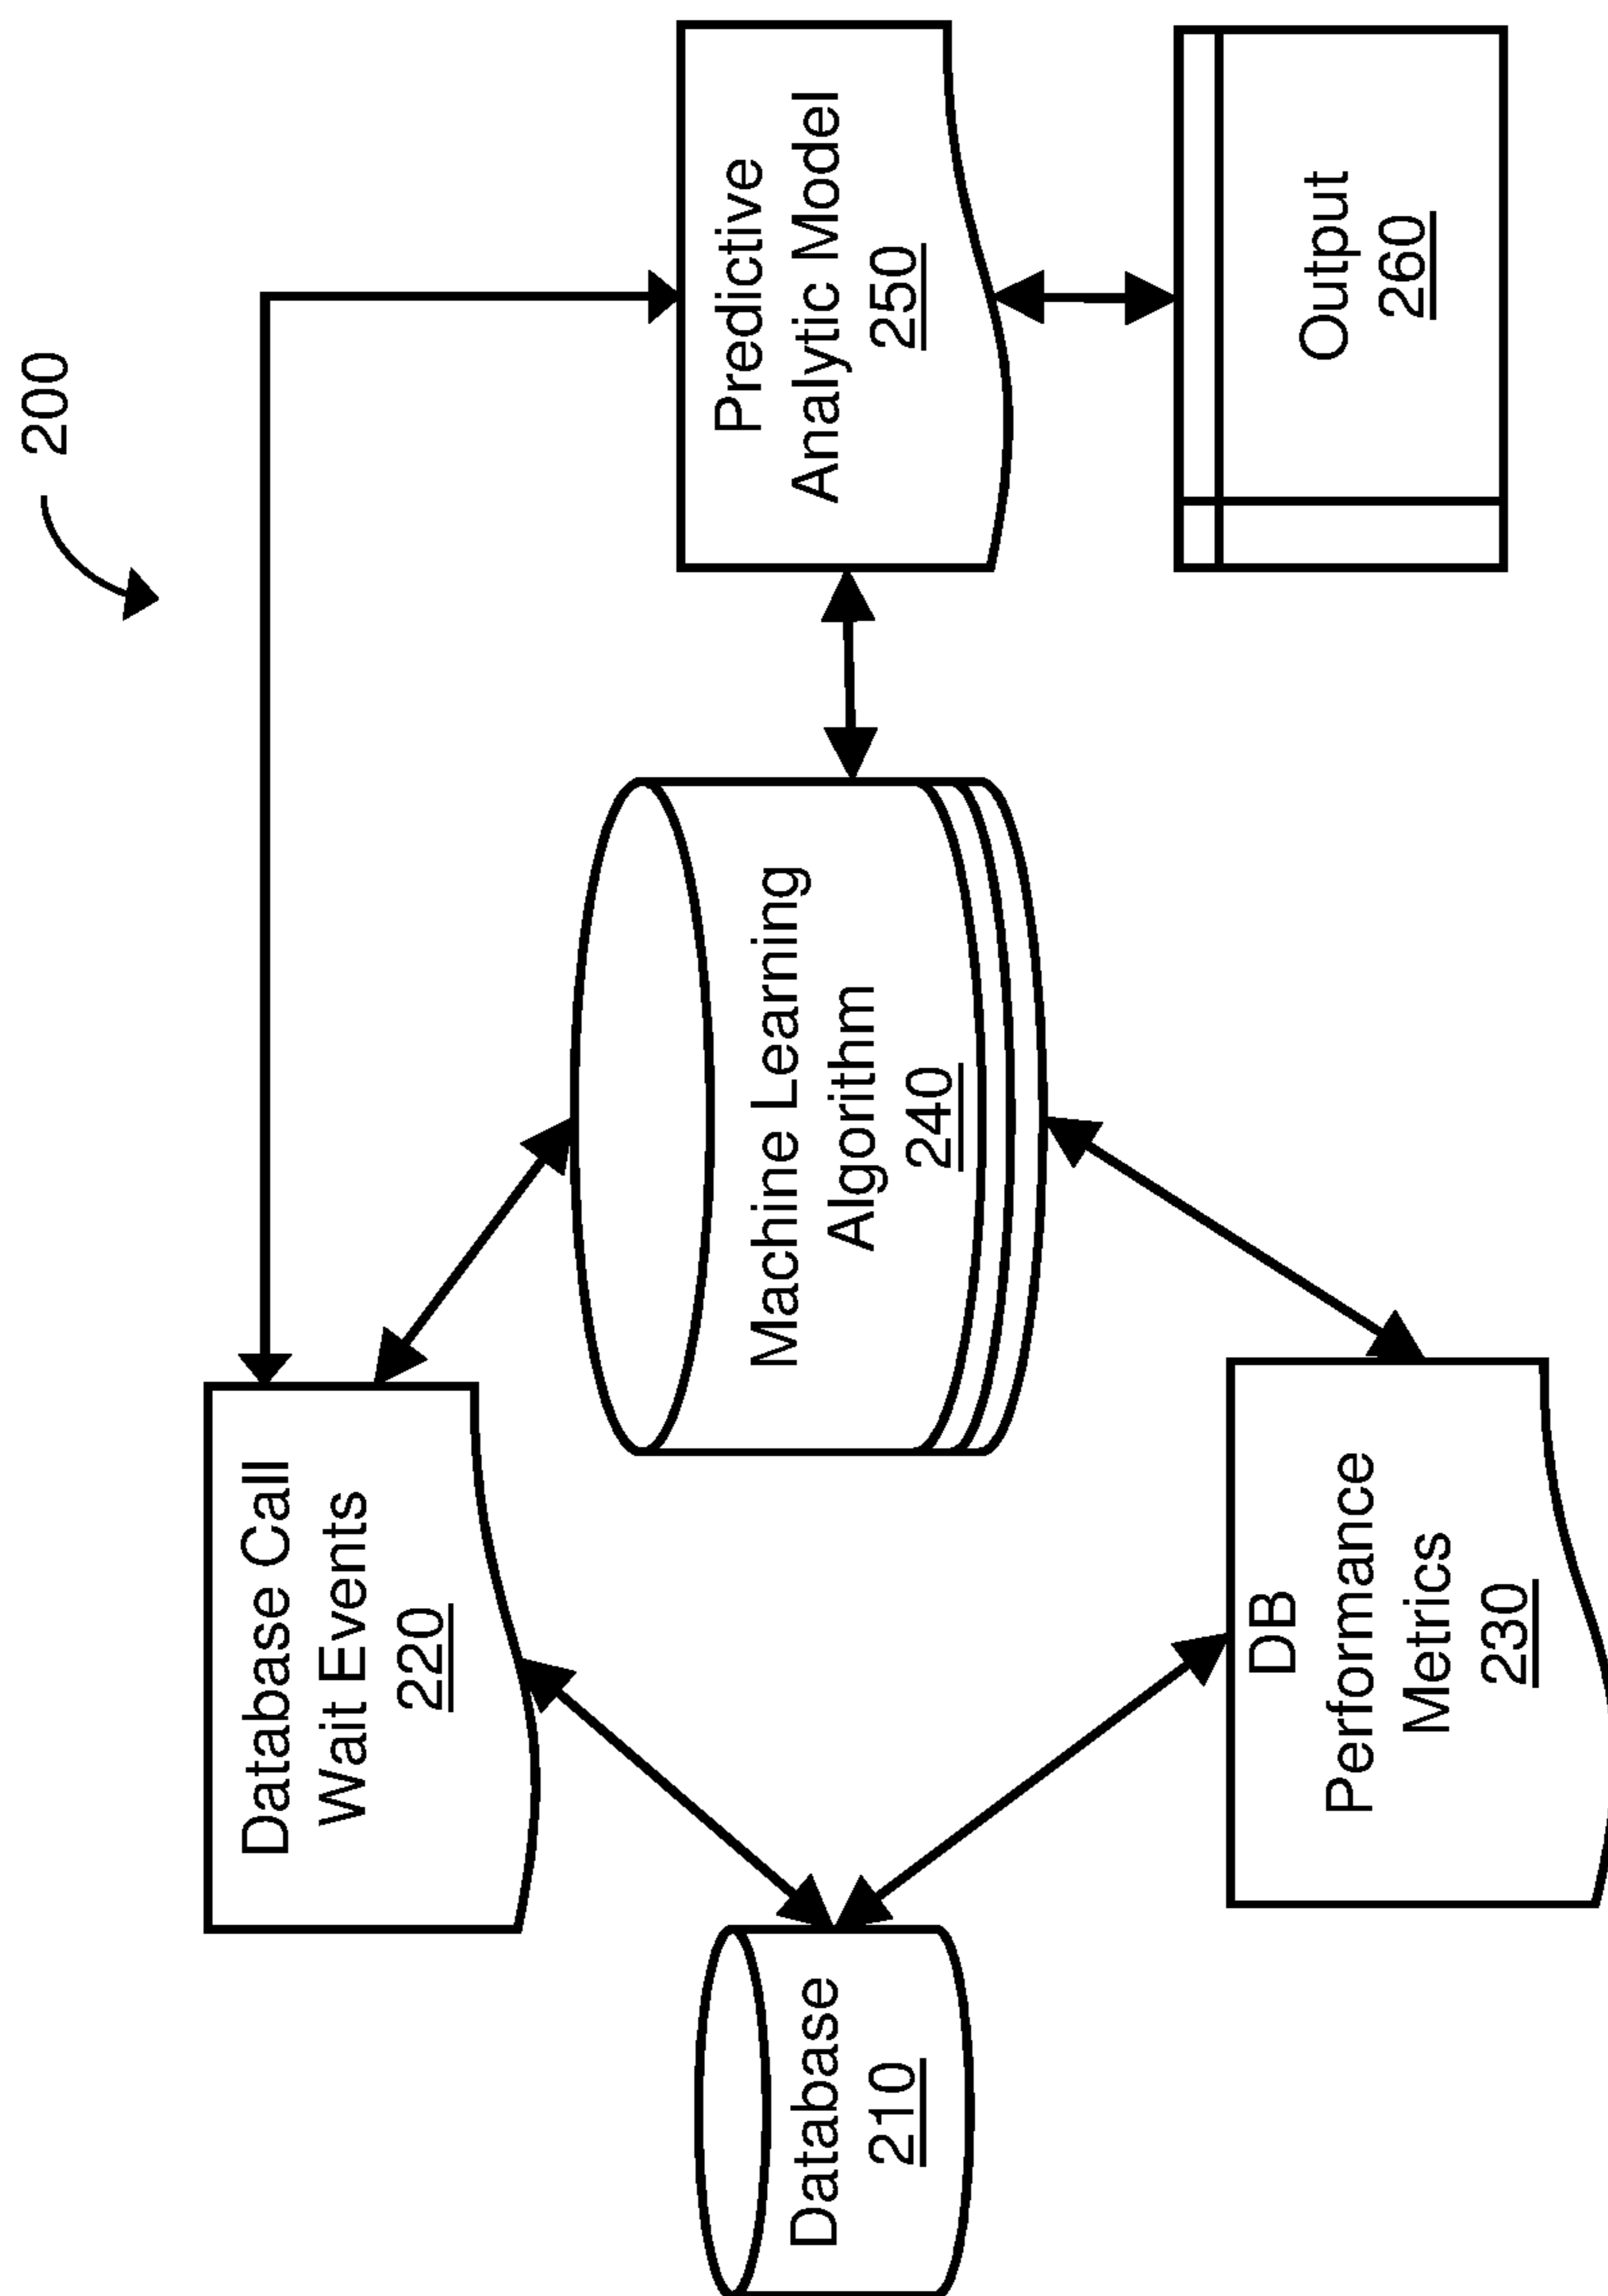 200
Database Call
Wait Events
220
Predictive
Analytic Model
250
Machine Learning
Algorithm
240
Database
210
DB
Performance
Metrics
230
Output
260